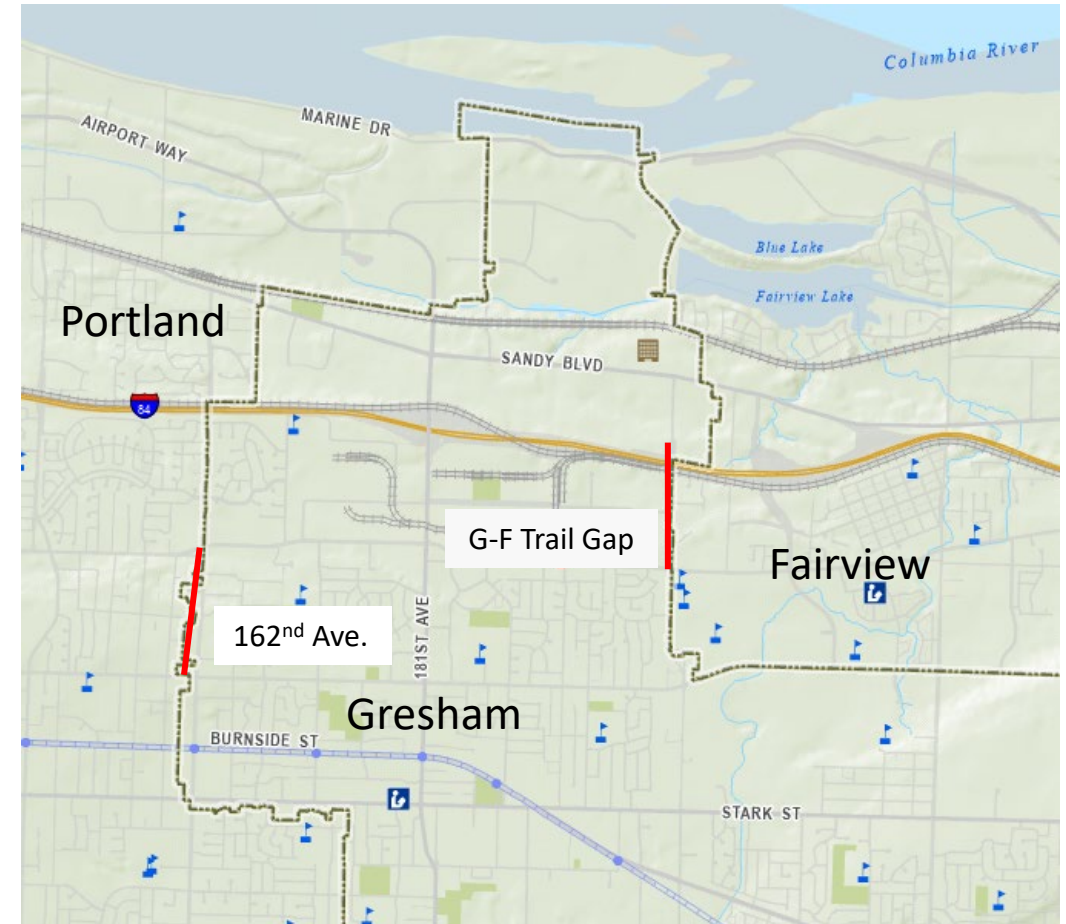 Columbia River
MARINE DR
AIRPORT WAY
Blue Lake
Fairview Lake
Portland
SANDY BLVD
84
G-F Trail Gap
Fairview
162nd Ave.
181ST AVE
Gresham
BURNSIDE ST
STARK ST